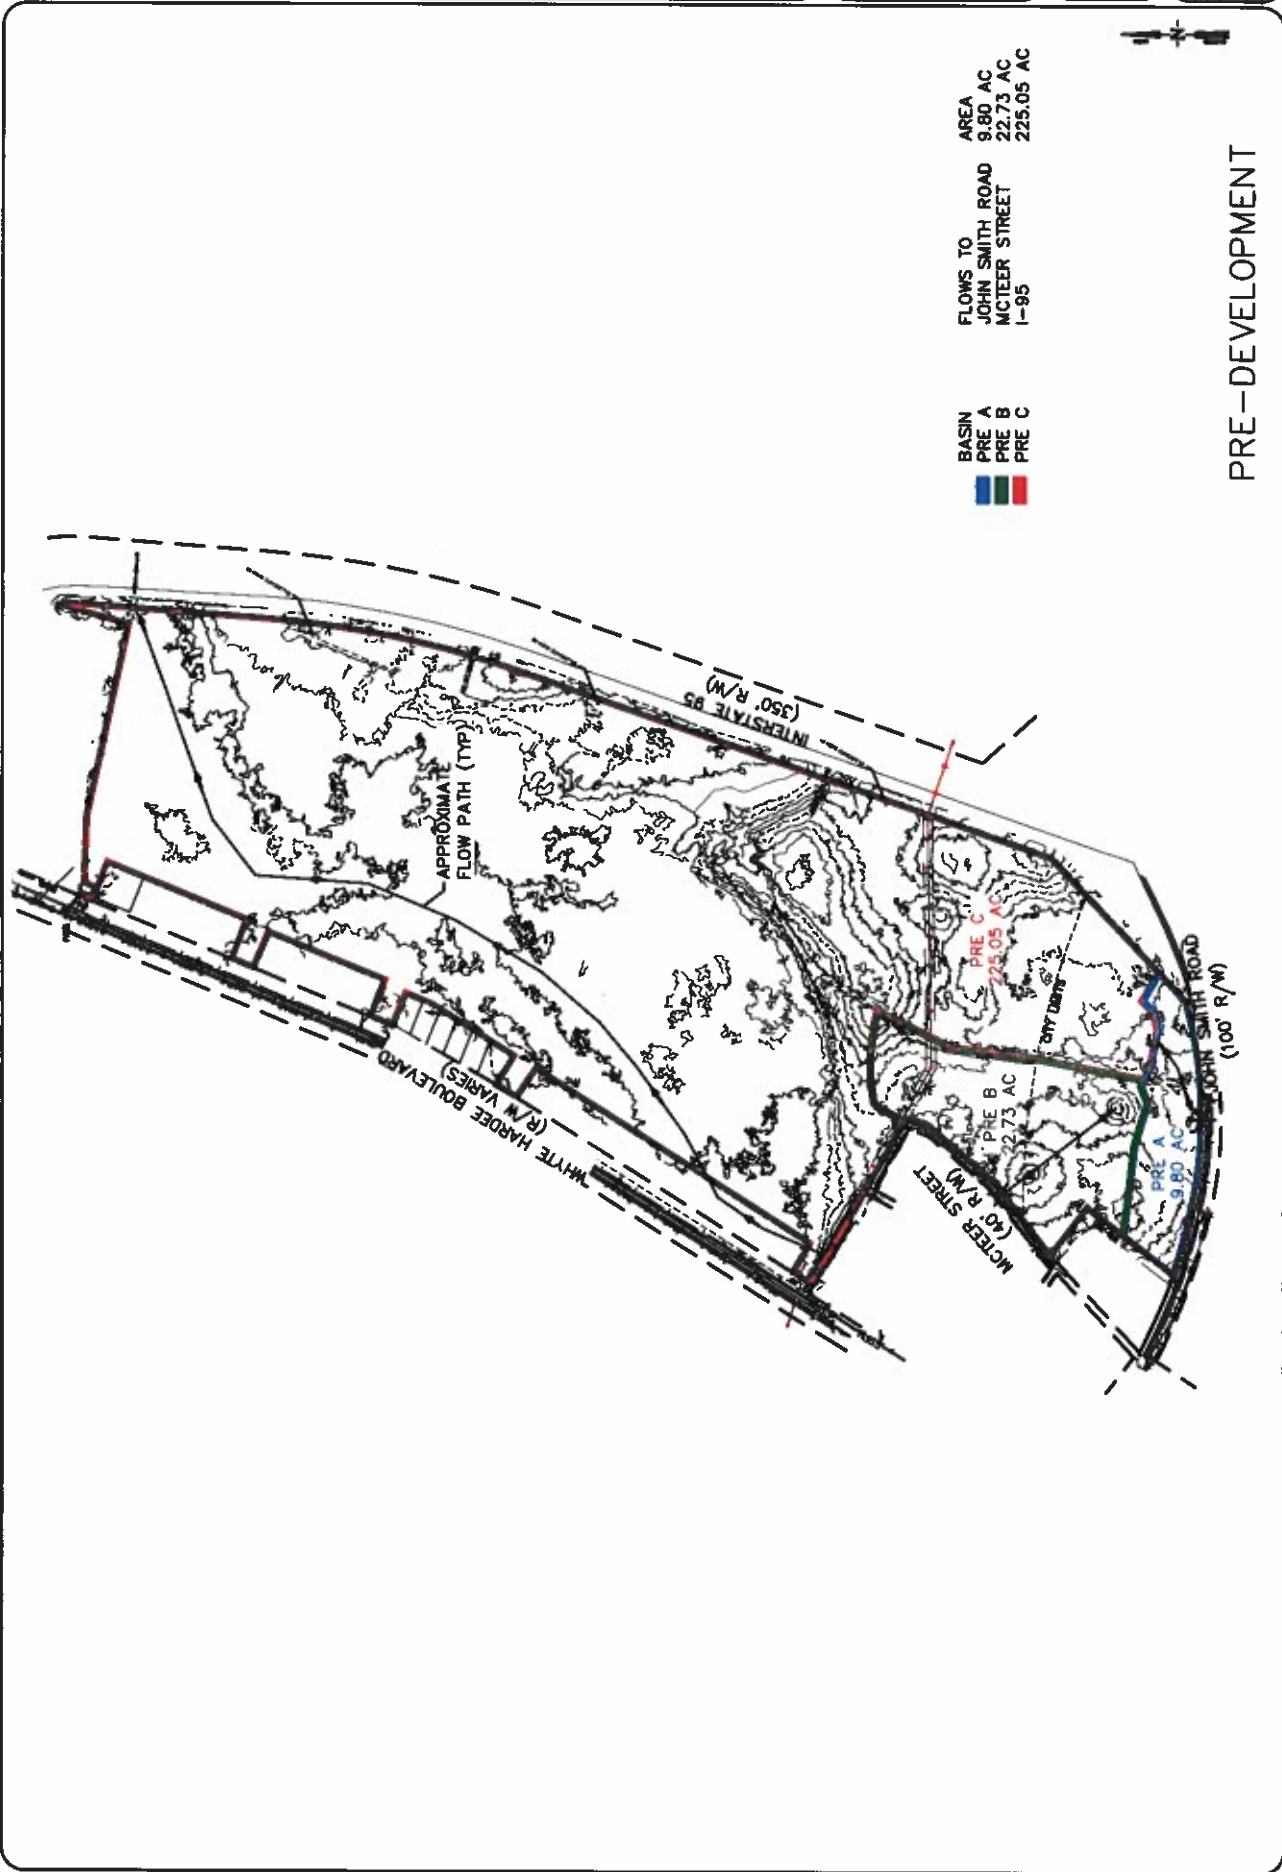 BASIN FLOWS TO AREA
PRE A JOHN SMITH ROAD 9.80 AC
PRE B MCTEER STREET 22.73 AC
PRE C I-95 225.05 AC
PRE-DEVELOPMENT
N
INTERSTATE 95
(350' R/W)
APPROXIMATE
FLOW PATH (TYP)
WHYTE HARDEE BOULEVARD
(R/W VARIES)
PRE C
225.05 AC
CITY LIMITS
PRE B
22.73 AC
MCTEER STREET
(40' R/W)
PRE A
9.80 AC
JOHN SMITH ROAD
(100' R/W)